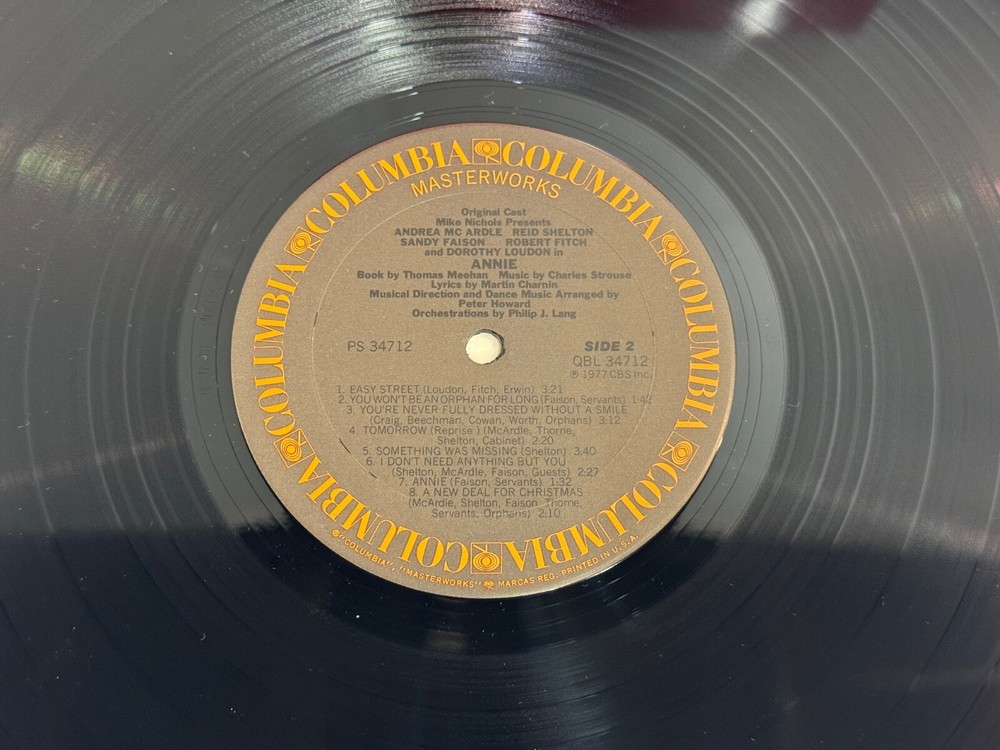 COLUMBIA COLUMBIA COLUMBIA COLUMBIA COLUMBIA COLUMBIA
MASTERWORKS
Original Cast
Mike Nichols Presents
ANDREA MC ARDLE REID SHELTON
SANDY FAISON ROBERT FITCH
and DOROTHY LOUDON in
ANNIE
Book by Thomas Meehan Music by Charles Strouse
Lyrics by Martin Charnin
Musical Direction and Dance Music Arranged by
Peter Howard
Orchestrations by Philip J. Lang
PS 34712
SIDE 2
QBL 34712
℗ 1977 CBS Inc.
1. EASY STREET (Loudon, Fitch, Erwin) 3:21
2. YOU WON'T BE AN ORPHAN FOR LONG (Faison, Servants) 1:42
3. YOU'RE NEVER FULLY DRESSED WITHOUT A SMILE
(Craig, Beechman, Cowan, Worth, Orphans) 3:12
4. TOMORROW (Reprise) (McArdle, Thorne,
Shelton, Cabinet) 2:20
5. SOMETHING WAS MISSING (Shelton) 3:40
6. I DON'T NEED ANYTHING BUT YOU
(Shelton, McArdle, Faison, Guests) 2:27
7. ANNIE (Faison, Servants) 1:32
8. A NEW DEAL FOR CHRISTMAS
(McArdle, Shelton, Faison, Thorne,
Servants, Orphans) 2:10
"COLUMBIA", "MASTERWORKS" MARCAS REG. PRINTED IN U.S.A.